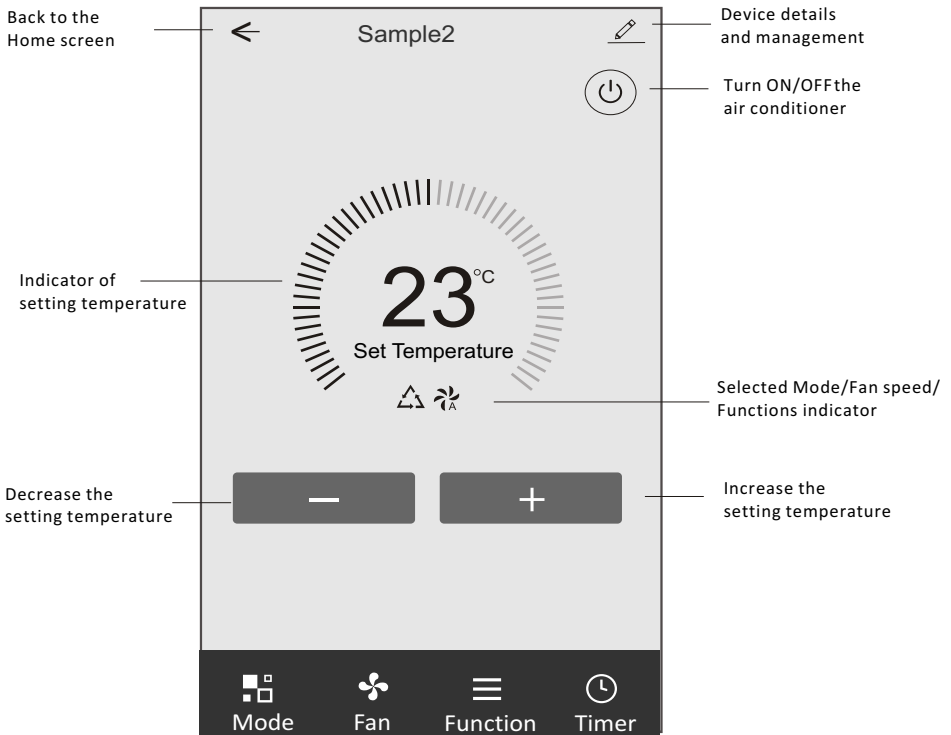 Back to the
Home screen
Sample2
Device details
and management
Turn ON/OFF the
air conditioner
Indicator of
setting temperature
23°C
Set Temperature
A
Selected Mode/Fan speed/
Functions indicator
Decrease the
setting temperature
−
+
Increase the
setting temperature
Mode
Fan
Function
Timer